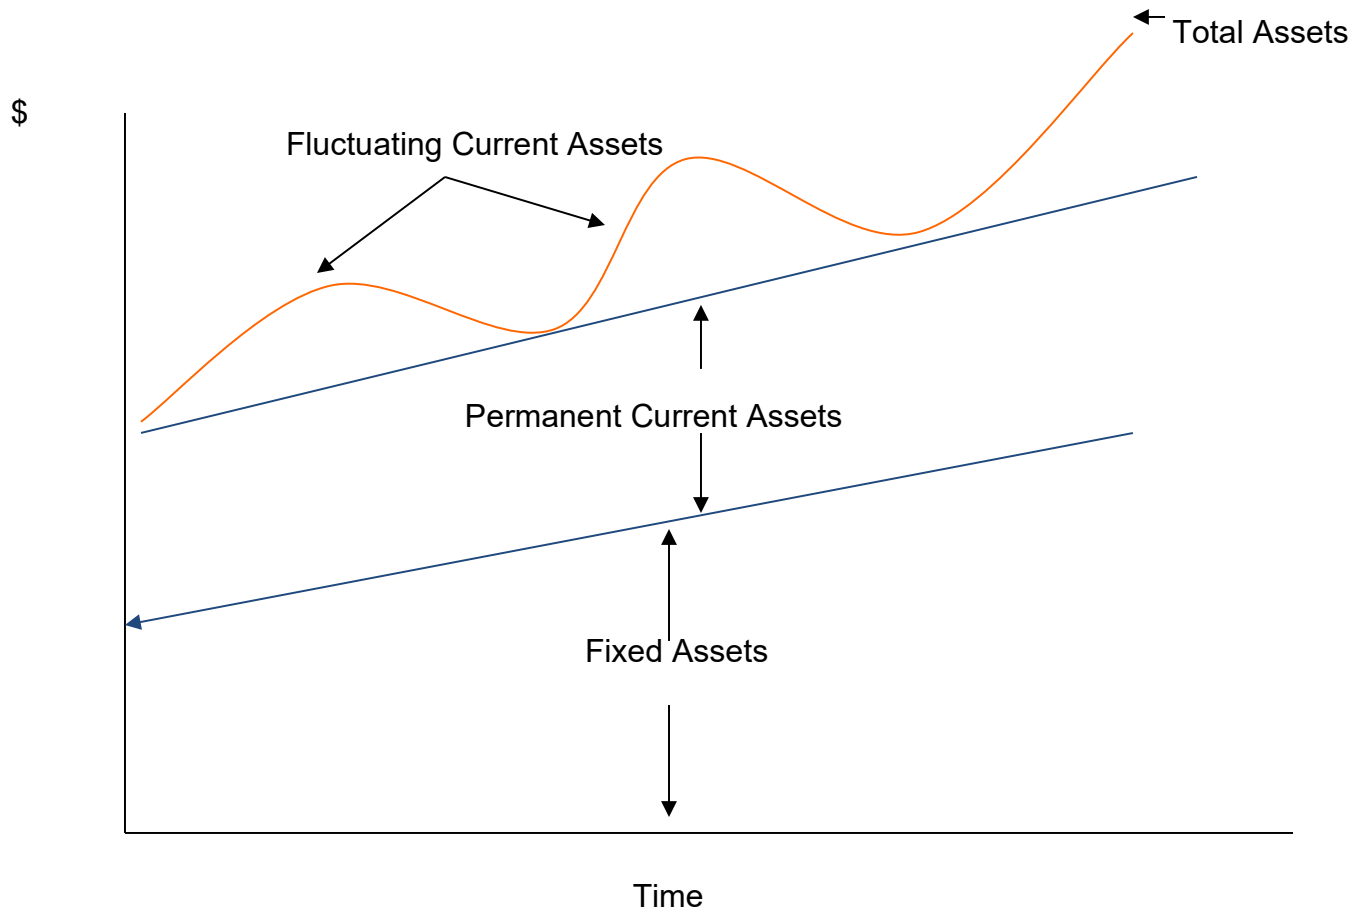 Total Assets
$
Fluctuating Current Assets
Permanent Current Assets
Fixed Assets
Time